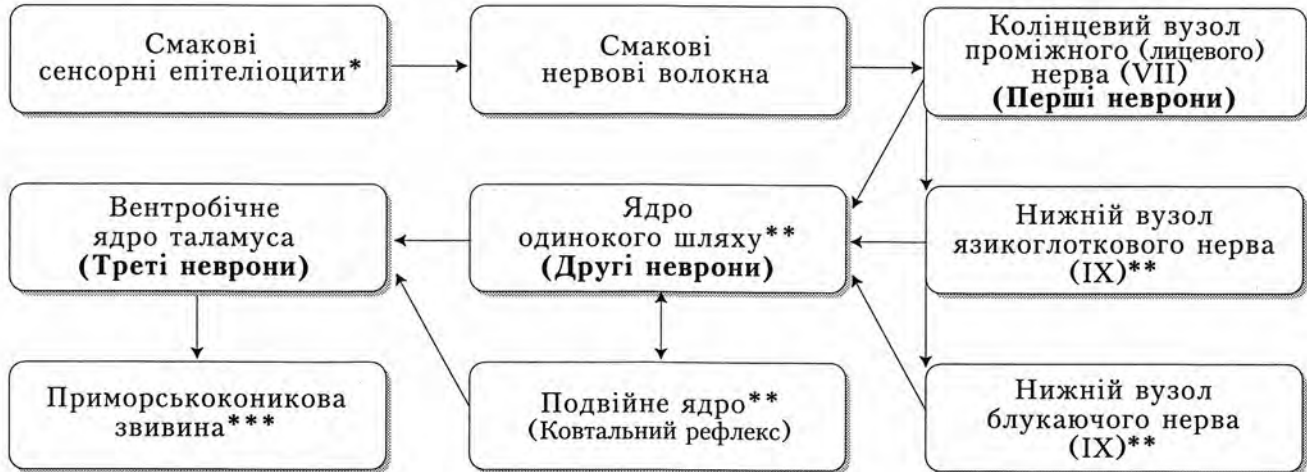 Смакові
сенсорні епітеліоцити*
Смакові
нервові волокна
Колінцевий вузол
проміжного (лицевого)
нерва (VII)
(Перші неврони)
Вентробічне
ядро таламуса
(Треті неврони)
Ядро
одинокого шляху**
(Другі неврони)
Нижній вузол
язикоглоткового нерва
(IX)**
Приморськоконикова
звивина***
Подвійне ядро**
(Ковтальний рефлекс)
Нижній вузол
блукаючого нерва
(IX)**